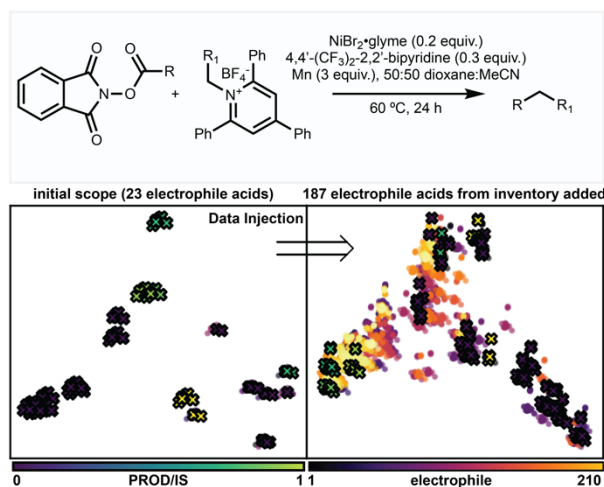 NiBr₂•glyme (0.2 equiv.)
4,4'-(CF₃)₂-2,2'-bipyridine (0.3 equiv.)
Mn (3 equiv.), 50:50 dioxane:MeCN
60 ºC, 24 h
O
O
N
O
R
O
+
R₁
BF₄⁻
N⁺
Ph
Ph
Ph
R
R₁
initial scope (23 electrophile acids)
187 electrophile acids from inventory added
Data Injection
0
PROD/IS
1
1
electrophile
210